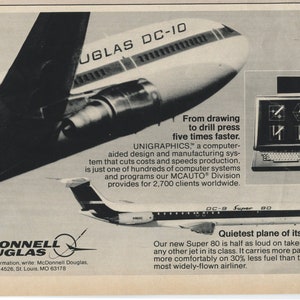 UGLAS DC-10
From drawing
to drill press
five times faster.
UNIGRAPHICS,™ a computer-
aided design and manufacturing sys-
tem that cuts costs and speeds production,
is just one of hundreds of computer systems
and programs our MCAUTO® Division
provides for 2,700 clients worldwide.
DC-9 Super 80
Quietest plane of its
Our new Super 80 is half as loud on take
any other jet in its class. It carries more pa
more comfortably on 30% less fuel than t
most widely-flown airliner.
DONNELL
UGLAS
rmation, write: McDonnell Douglas,
4526, St. Louis, MO 63178